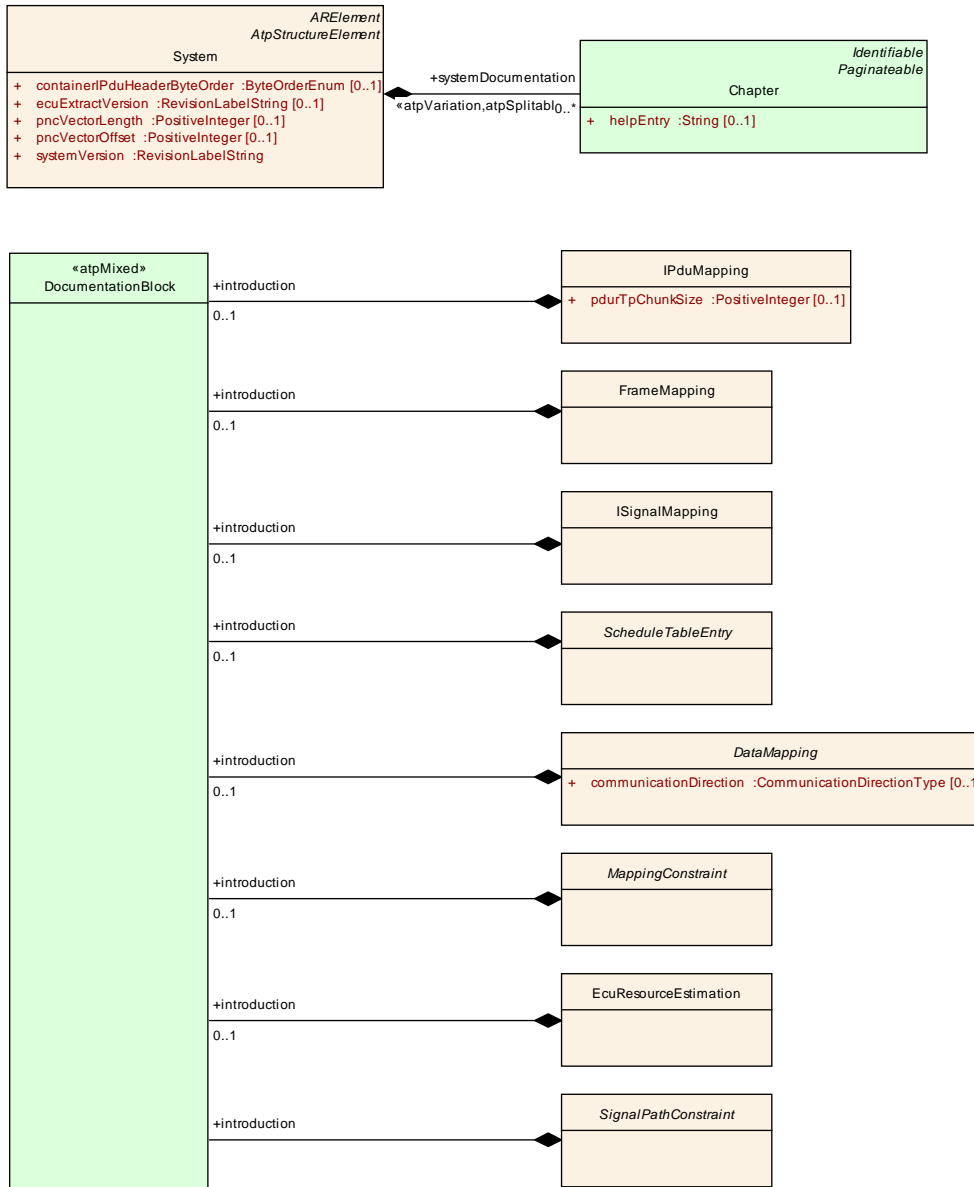 ARElement
AtpStructureElement
System
+ containerIPduHeaderByteOrder :ByteOrderEnum [0..1]
+ ecuExtractVersion :RevisionLabelString [0..1]
+ pncVectorLength :PositiveInteger [0..1]
+ pncVectorOffset :PositiveInteger [0..1]
+ systemVersion :RevisionLabelString
+systemDocumentation
«atpVariation,atpSplitabl
0..*
Identifiable
Paginateable
Chapter
+ helpEntry :String [0..1]
«atpMixed»
DocumentationBlock
+introduction
0..1
IPduMapping
+ pdurTpChunkSize :PositiveInteger [0..1]
+introduction
0..1
FrameMapping
+introduction
0..1
ISignalMapping
+introduction
0..1
ScheduleTableEntry
+introduction
0..1
DataMapping
+ communicationDirection :CommunicationDirectionType [0..1
+introduction
0..1
MappingConstraint
+introduction
0..1
EcuResourceEstimation
+introduction
SignalPathConstraint